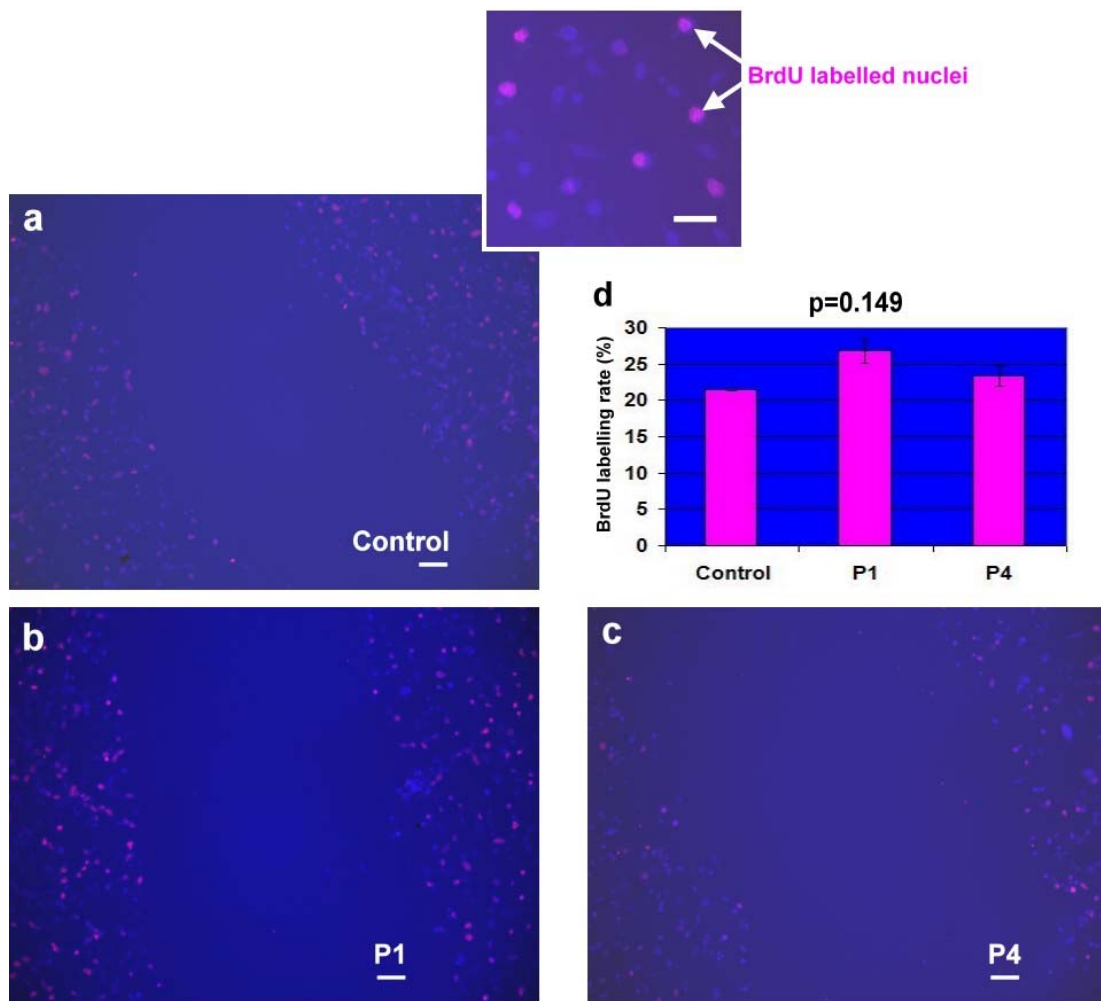 BrdU labelled nuclei
a
Control
d
p=0.149
BrdU labelling rate (%)
30
25
20
15
10
5
0
Control P1 P4
b
P1
c
P4